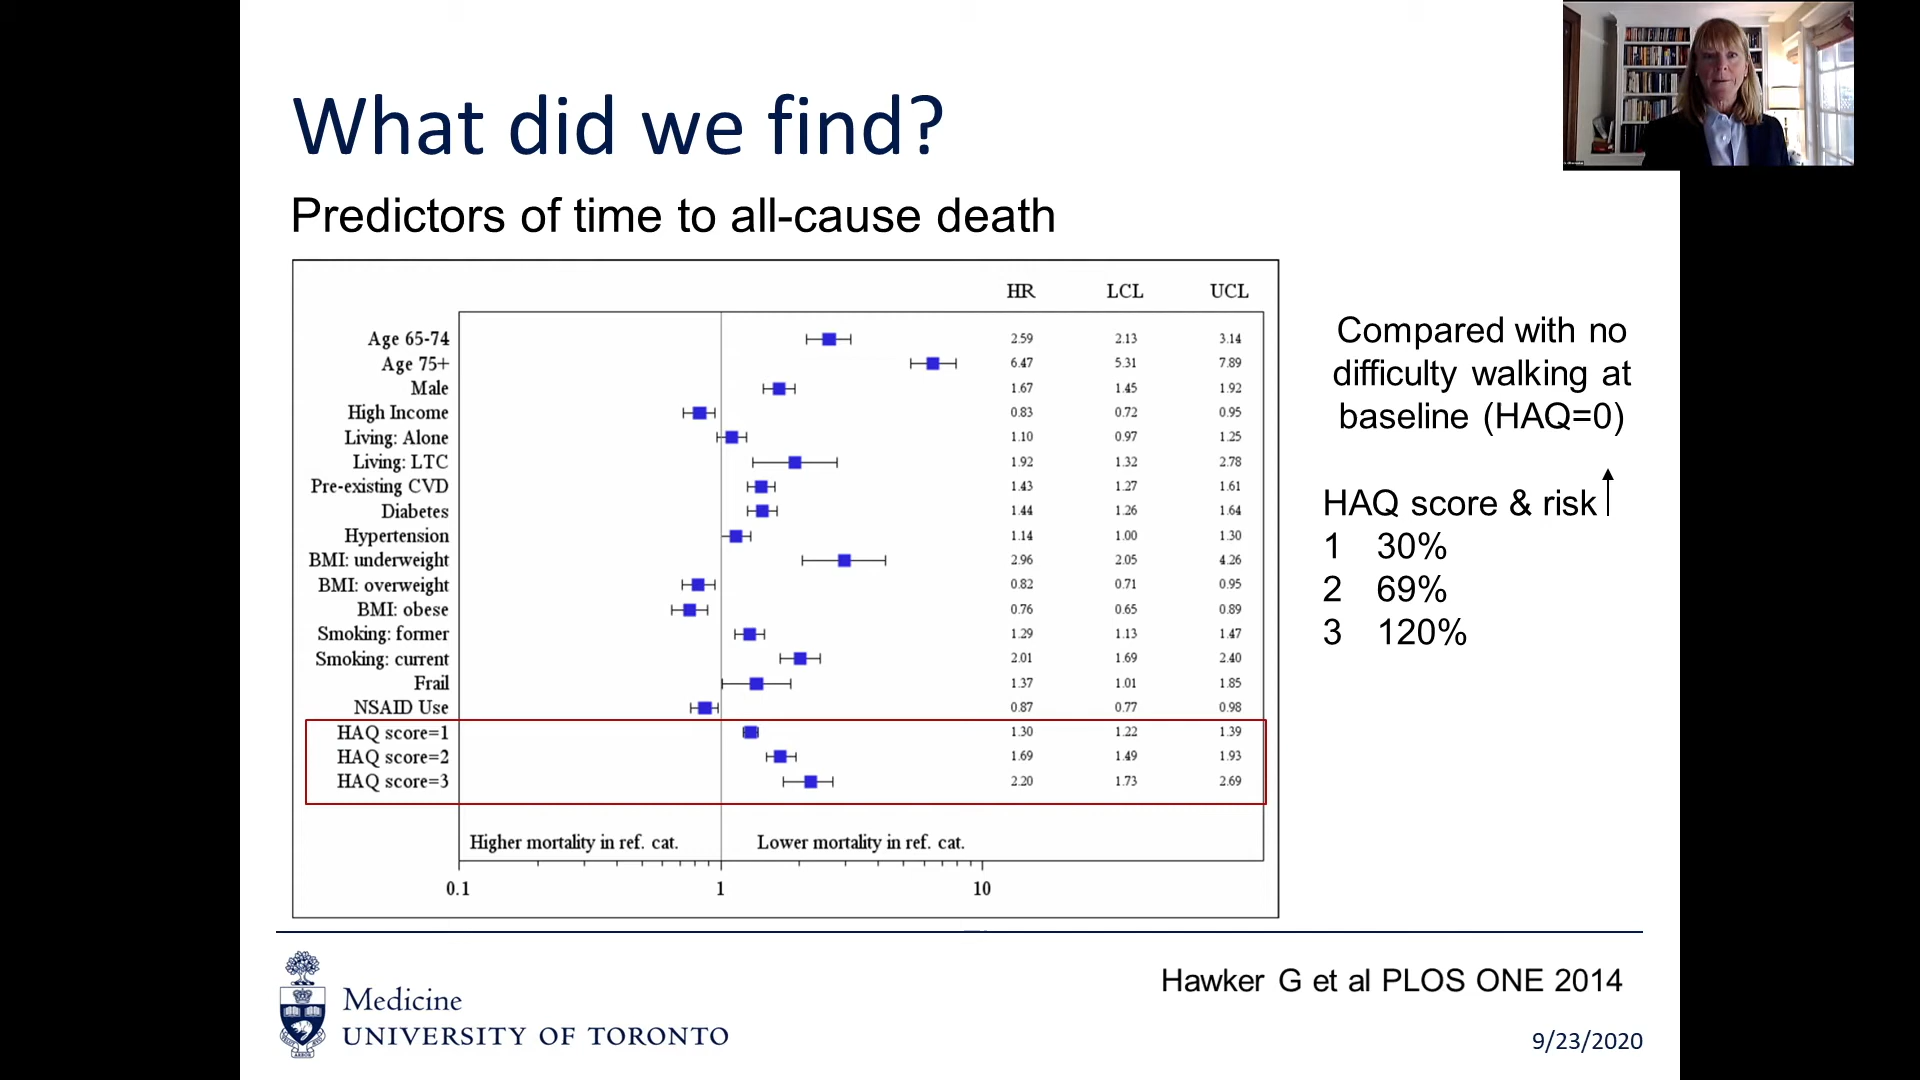 What did we find?
Predictors of time to all-cause death
HR LCL UCL
Age 65-74 2.59 2.13 3.14
Age 75+ 6.47 5.31 7.89
Male 1.67 1.45 1.92
High Income 0.83 0.72 0.95
Living: Alone 1.10 0.97 1.25
Living: LTC 1.92 1.32 2.78
Pre-existing CVD 1.43 1.27 1.61
Diabetes 1.44 1.26 1.64
Hypertension 1.14 1.00 1.30
BMI: underweight 2.96 2.05 4.26
BMI: overweight 0.82 0.71 0.95
BMI: obese 0.76 0.65 0.89
Smoking: former 1.29 1.13 1.47
Smoking: current 2.01 1.69 2.40
Frail 1.37 1.01 1.85
NSAID Use 0.87 0.77 0.98
HAQ score=1 1.30 1.22 1.39
HAQ score=2 1.69 1.49 1.93
HAQ score=3 2.20 1.73 2.69
Higher mortality in ref. cat. Lower mortality in ref. cat.
0.1 1 10
Compared with no
difficulty walking at
baseline (HAQ=0)
HAQ score & risk
1 30%
2 69%
3 120%
Hawker G et al PLOS ONE 2014
Medicine
UNIVERSITY OF TORONTO
9/23/2020